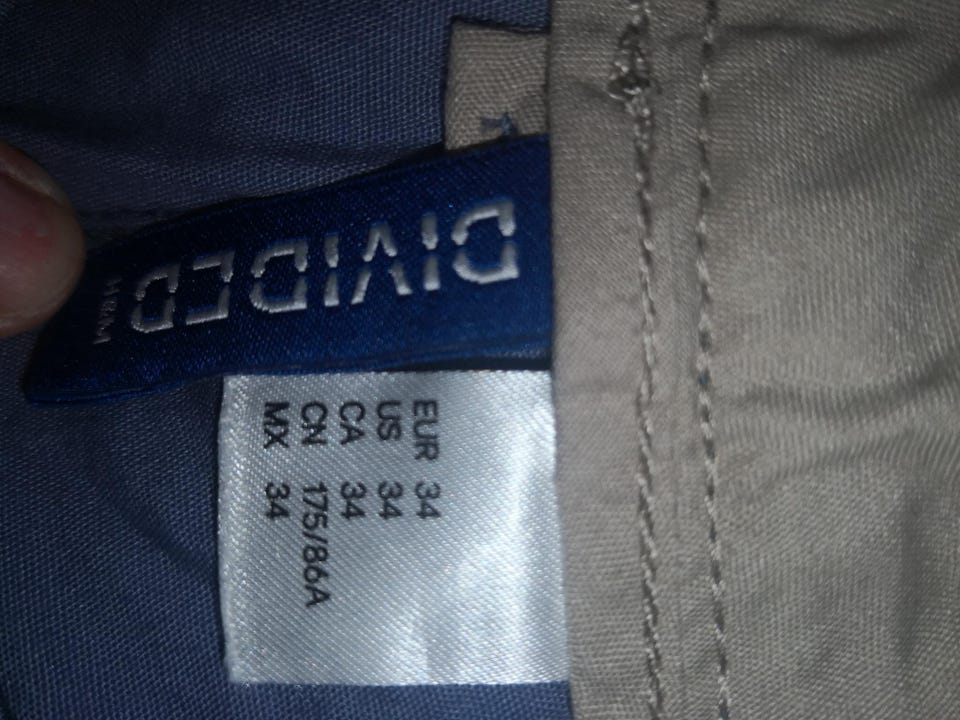 DIVIDED
H&M
EUR 34
US 34
CA 34
CN 175/86A
MX 34